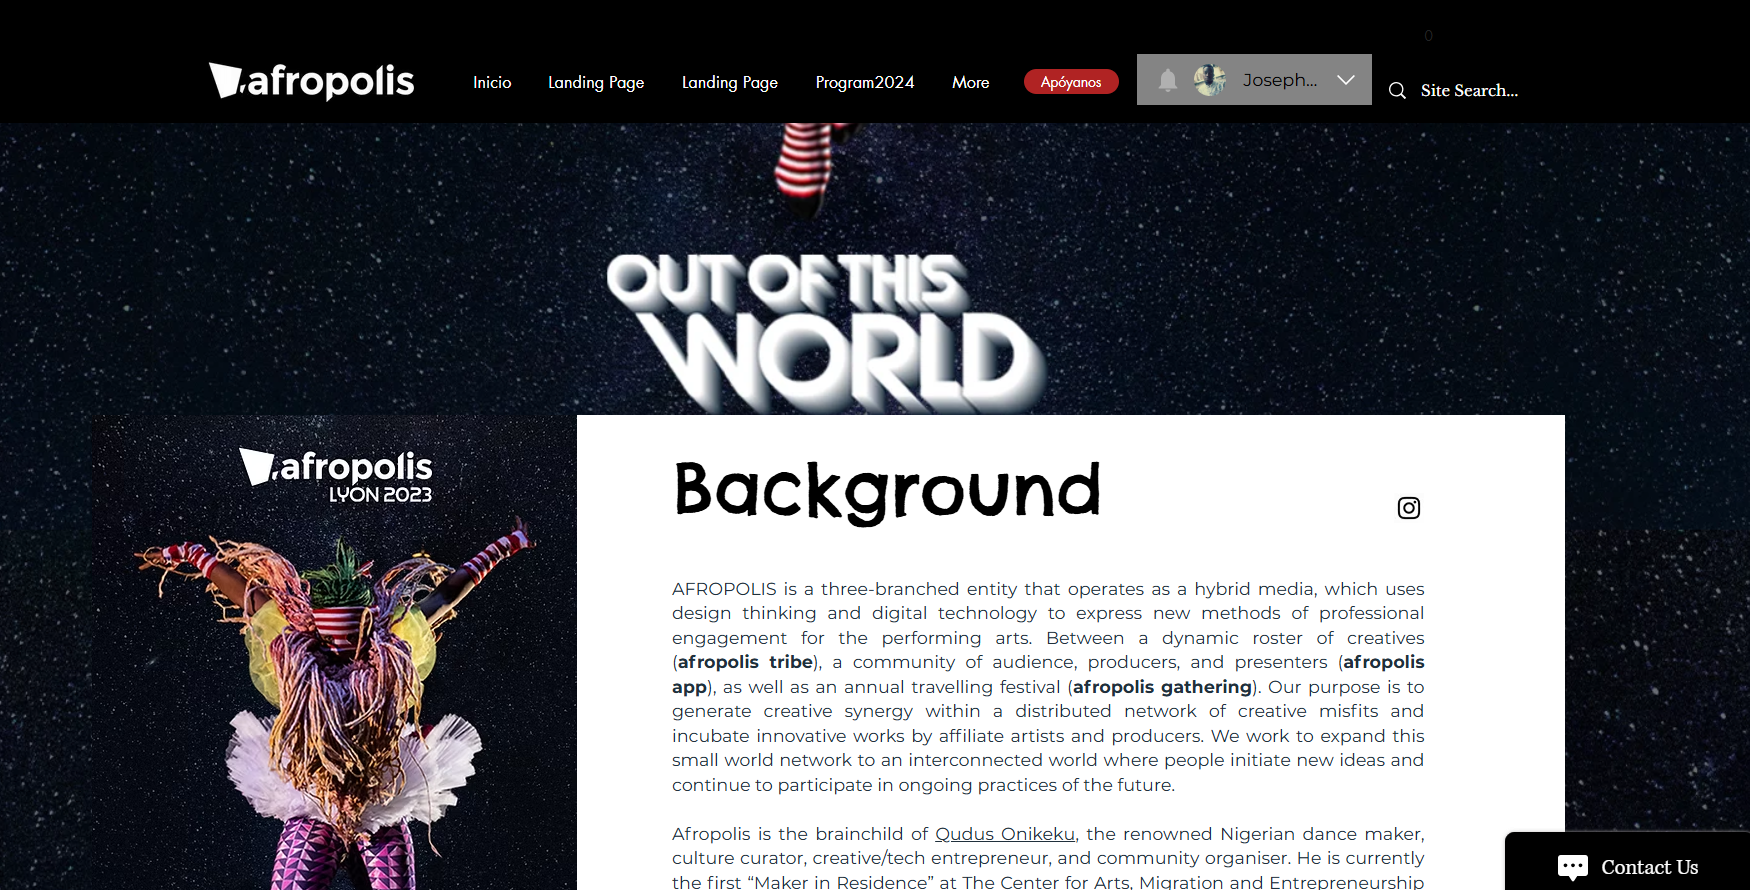 0
afropolis
Inicio
Landing Page
Landing Page
Program2024
More
Apóyanos
Joseph...
Site Search...
OUT OF THIS
WORLD
afropolis
LYON 2023
Background
AFROPOLIS is a three-branched entity that operates as a hybrid media, which uses
design thinking and digital technology to express new methods of professional
engagement for the performing arts. Between a dynamic roster of creatives
(afropolis tribe), a community of audience, producers, and presenters (afropolis
app), as well as an annual travelling festival (afropolis gathering). Our purpose is to
generate creative synergy within a distributed network of creative misfits and
incubate innovative works by affiliate artists and producers. We work to expand this
small world network to an interconnected world where people initiate new ideas and
continue to participate in ongoing practices of the future.
Afropolis is the brainchild of Qudus Onikeku, the renowned Nigerian dance maker,
culture curator, creative/tech entrepreneur, and community organiser. He is currently
the first “Maker in Residence” at The Center for Arts, Migration and Entrepreneurship
Contact Us